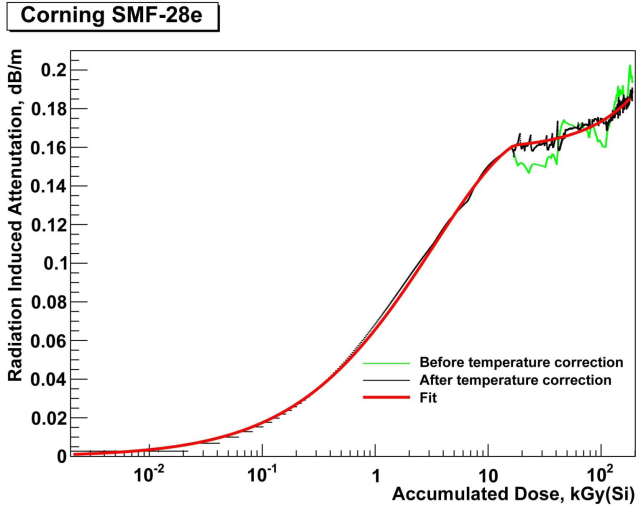 Corning SMF-28e
Radiation Induced Attenutation, dB/m
0.2
0.18
0.16
0.14
0.12
0.1
0.08
0.06
0.04
0.02
0
Before temperature correction
After temperature correction
Fit
10⁻² 10⁻¹ 1 10 10²
Accumulated Dose, kGy(Si)